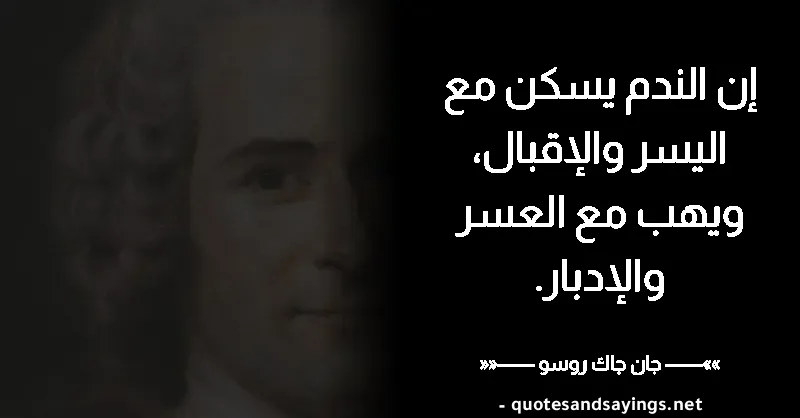 إن الندم يسكن مع
اليسر والإقبال،
ويهب مع العسر
والإدبار.
»»——— جان جاك روسو ———««
- quotesandsayings.net